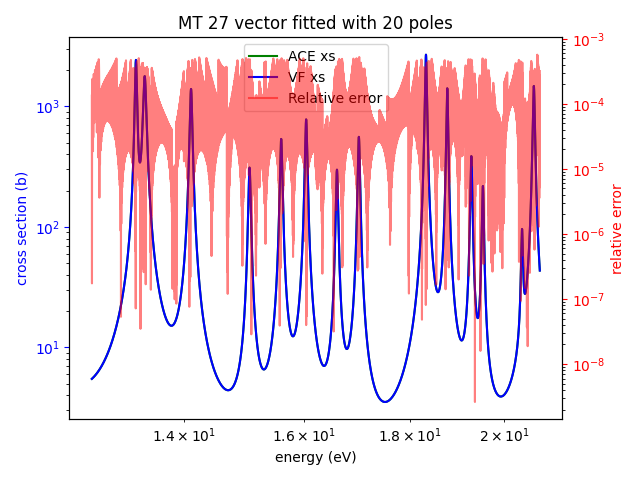 MT 27 vector fitted with 20 poles
ACE xs
VF xs
Relative error
cross section (b)
10³
10²
10¹
relative error
10⁻³
10⁻⁴
10⁻⁵
10⁻⁶
10⁻⁷
10⁻⁸
1.4 × 10¹ 1.6 × 10¹ 1.8 × 10¹ 2 × 10¹
energy (eV)